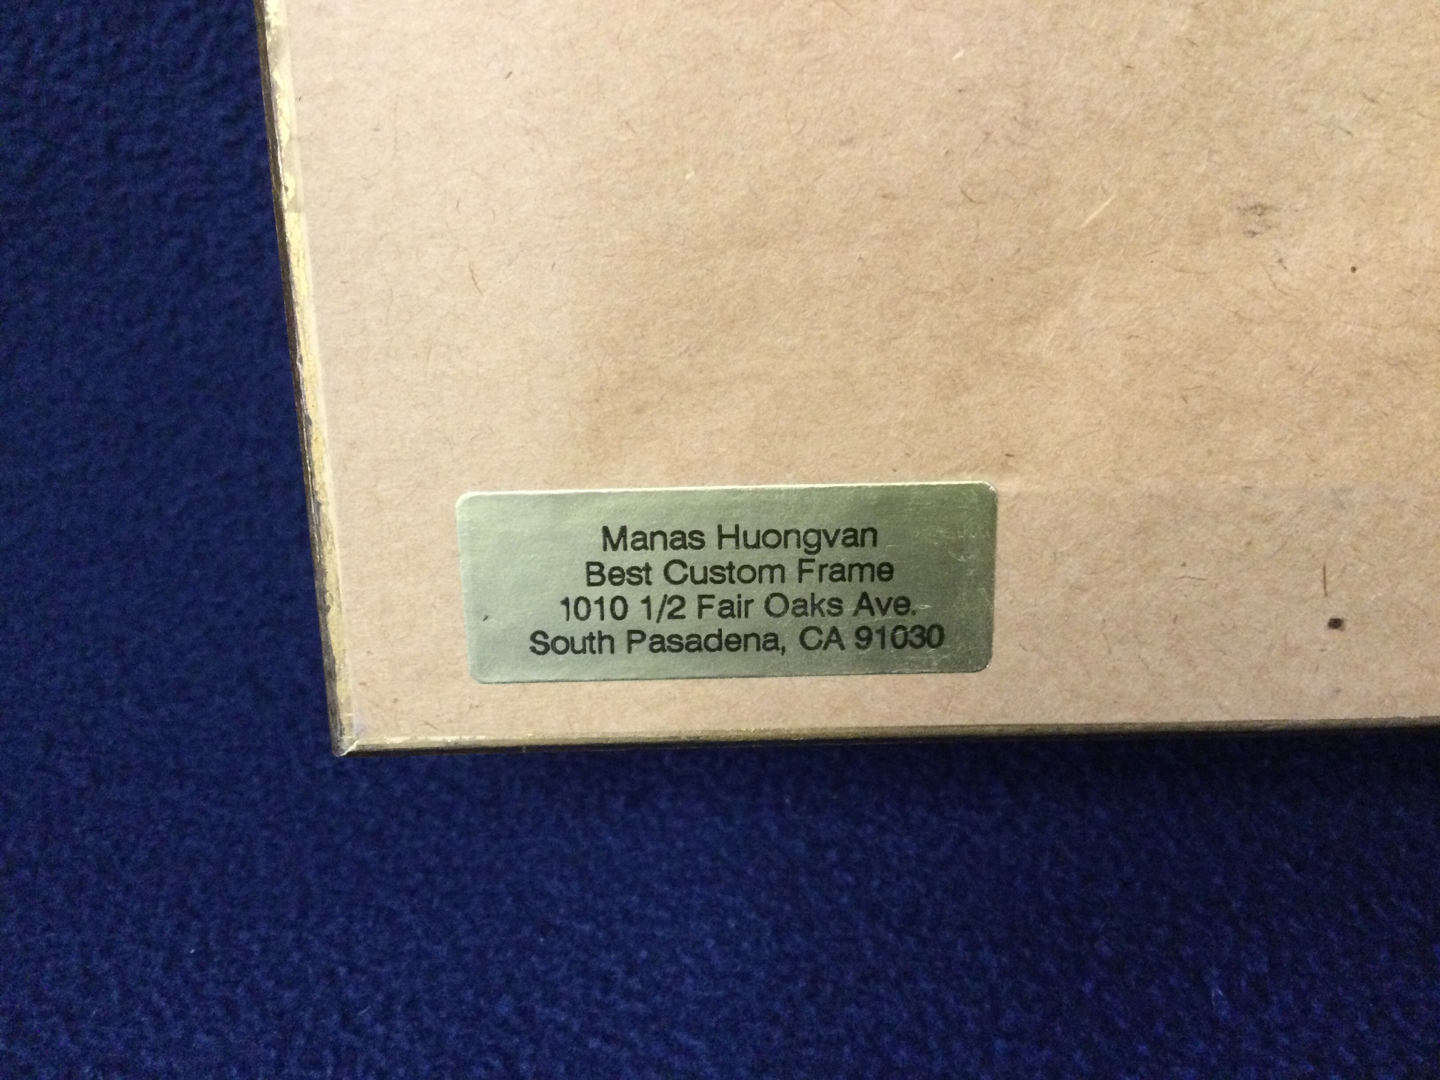 Manas Huongvan
Best Custom Frame
1010 1/2 Fair Oaks Ave.
South Pasadena, CA 91030